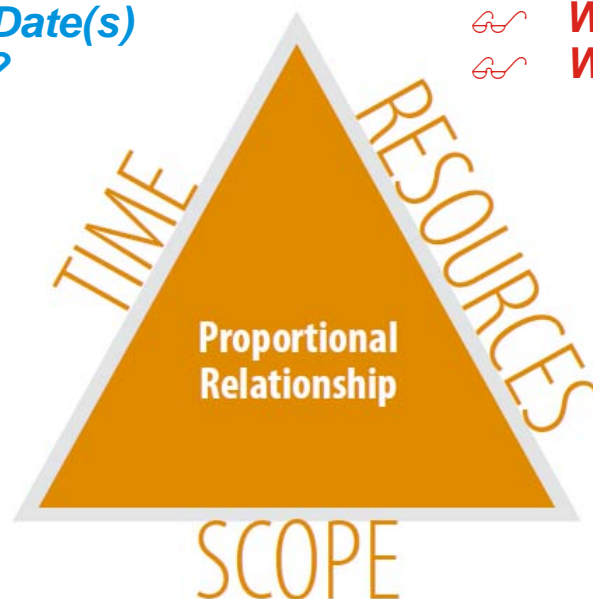 Date(s)
?
TIME
RESOURCES
Proportional
Relationship
SCOPE